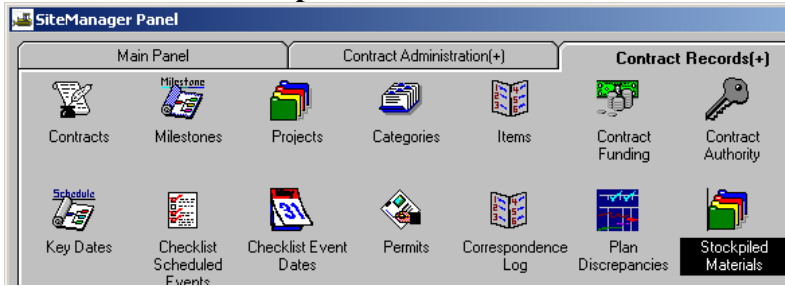 SiteManager Panel
Main Panel
Contract Administration(+)
Contract Records(+)
Milestone
Contracts
Milestones
Projects
Categories
Items
Contract
Funding
Contract
Authority
Schedule
Key Dates
Checklist
Scheduled
Events
Checklist Event
Dates
Permits
Correspondence
Log
Plan
Discrepancies
Stockpiled
Materials